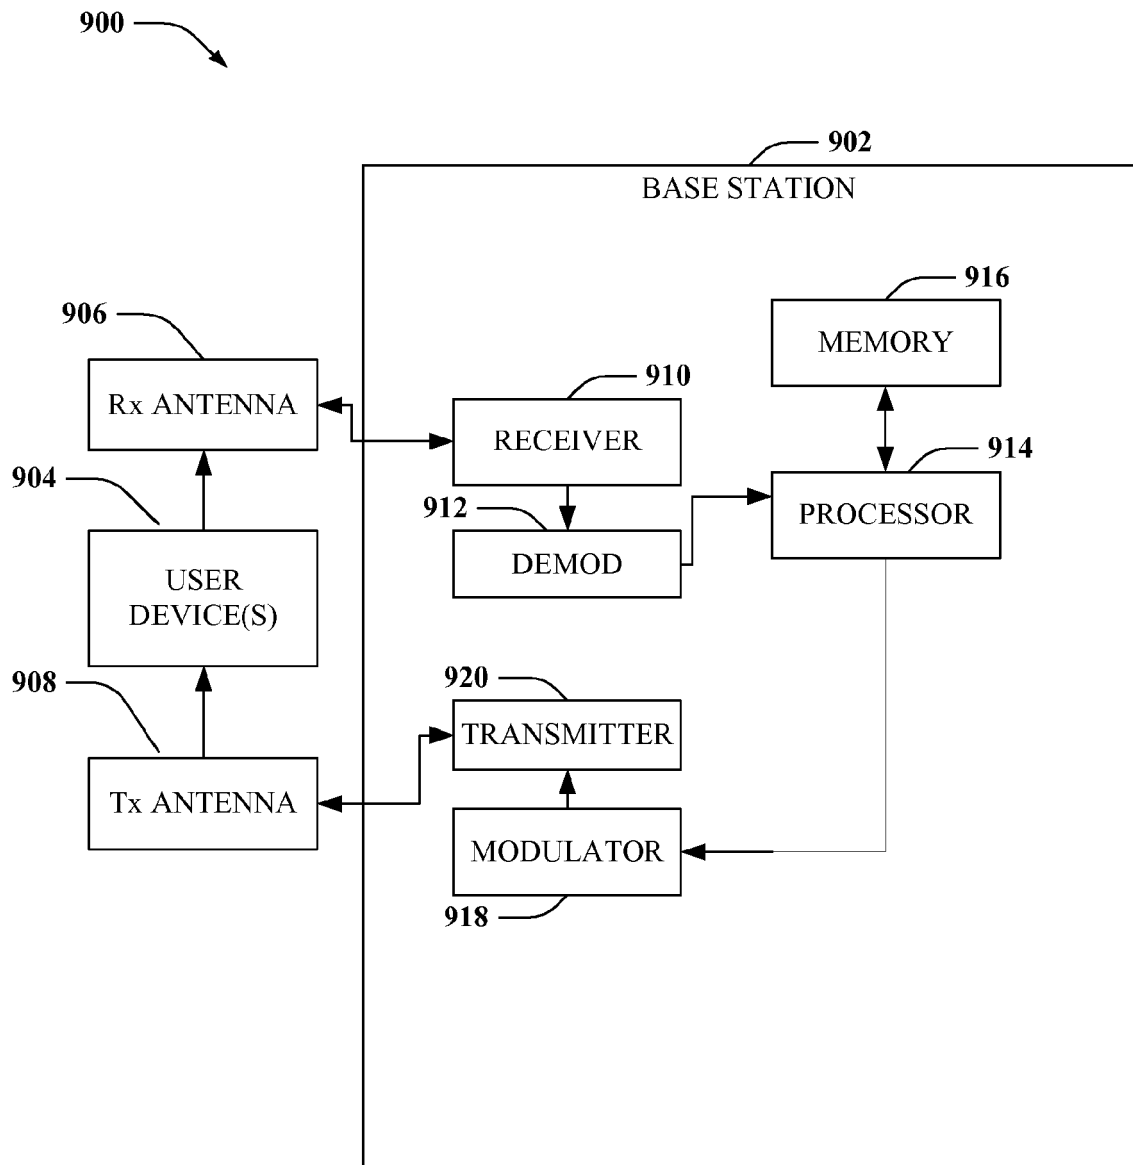 900
902
BASE STATION
916
MEMORY
906
Rx ANTENNA
910
RECEIVER
914
PROCESSOR
904
912
DEMOD
USER
DEVICE(S)
908
920
TRANSMITTER
Tx ANTENNA
MODULATOR
918